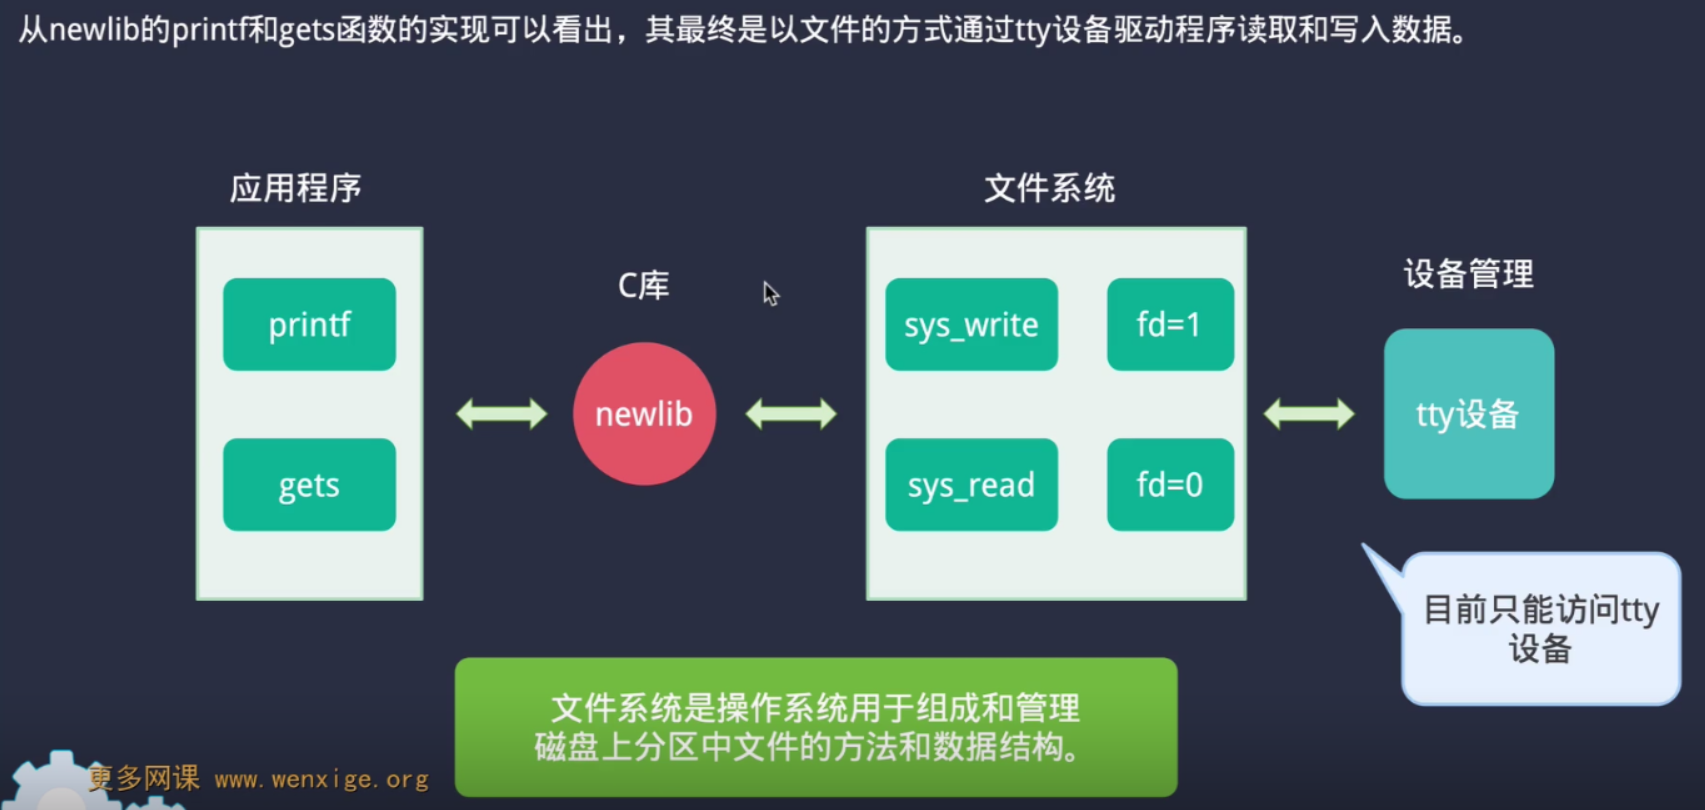 从newlib的printf和gets函数的实现可以看出，其最终是以文件的方式通过tty设备驱动程序读取和写入数据。
应用程序
文件系统
C库
设备管理
printf
sys_write
fd=1
newlib
tty设备
gets
sys_read
fd=0
目前只能访问tty
设备
文件系统是操作系统用于组成和管理
磁盘上分区中文件的方法和数据结构。
更多网课 www.wenxige.org